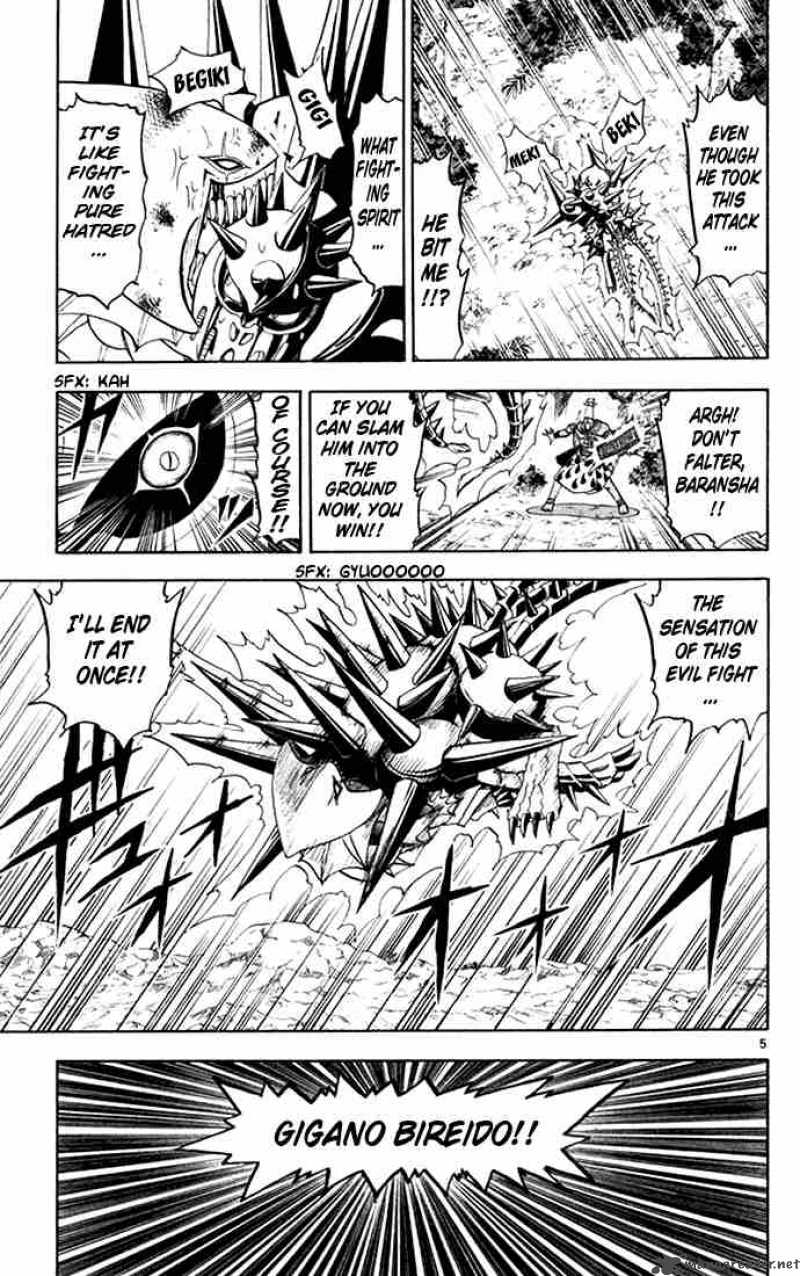 EVEN
THOUGH
HE TOOK
THIS
ATTACK
...
BEKI
MEKI
HE
BIT
ME
!!?
WHAT
FIGHT-
ING
SPIRIT
...
GIGI
BEGIKI
IT'S
LIKE
FIGHT-
ING
PURE
HATRED
...
ARGH!
DON'T
FALTER,
BARANSHA
!!
IF YOU
CAN SLAM
HIM INTO
THE
GROUND
NOW, YOU
WIN!!
SFX: KAH
OF COURSE!!
SFX: GYUOOOOOO
THE
SENSATION
OF THIS
EVIL FIGHT
...
I'LL END
IT AT
ONCE!!
5
GIGANO BIREIDO!!
mangareader.net